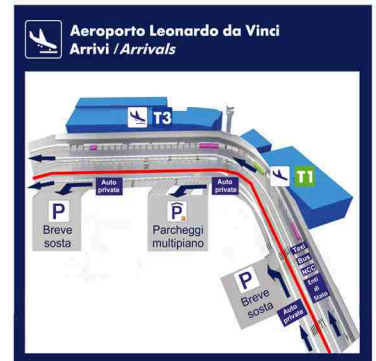 Aeroporto Leonardo da Vinci
Arrivi /Arrivals
T3
T1
Auto
private
Auto
private
P
Breve
sosta
P
Parcheggi
multipiano
Taxi
Bus
NCC
Enti
di
Stato
P
Breve
sosta
Auto
private